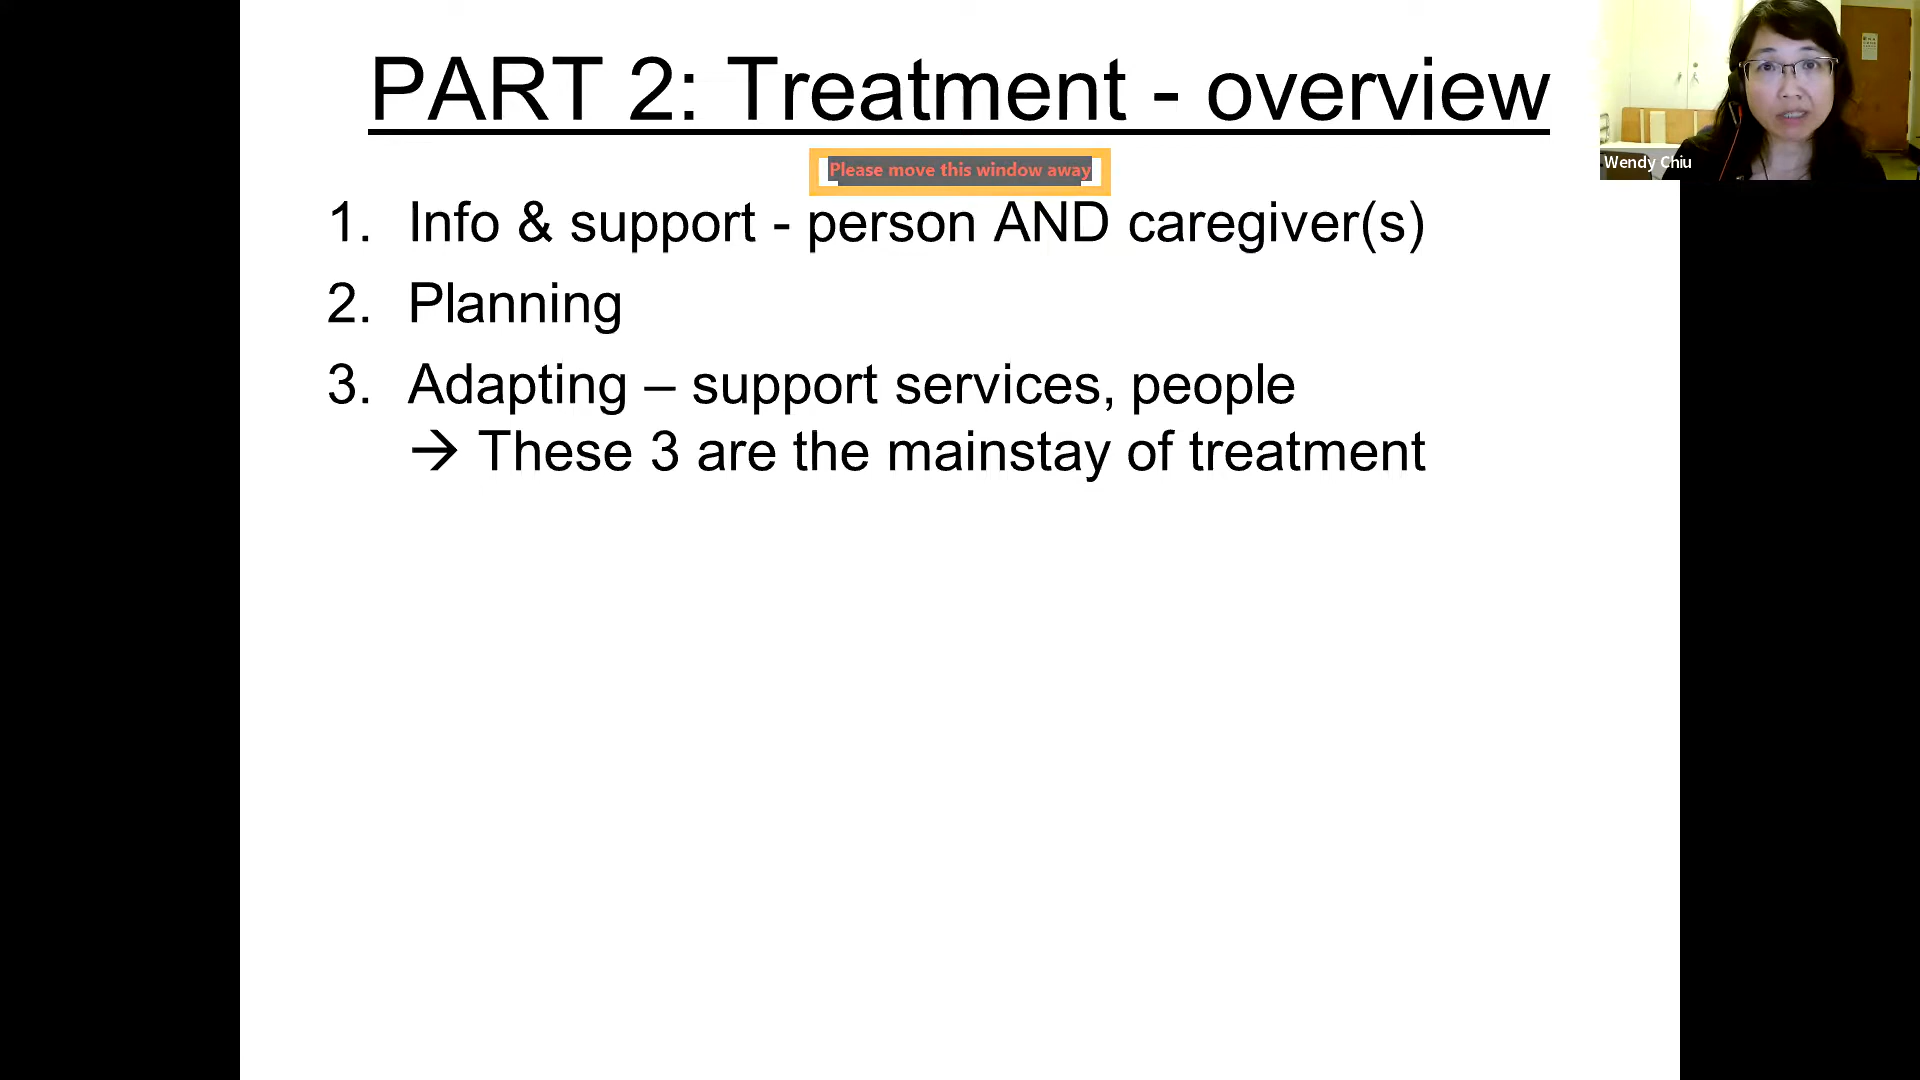 PART 2: Treatment - overview
Wendy Chiu
Please move this window away
1. Info & support - person AND caregiver(s)
2. Planning
3. Adapting – support services, people
→ These 3 are the mainstay of treatment